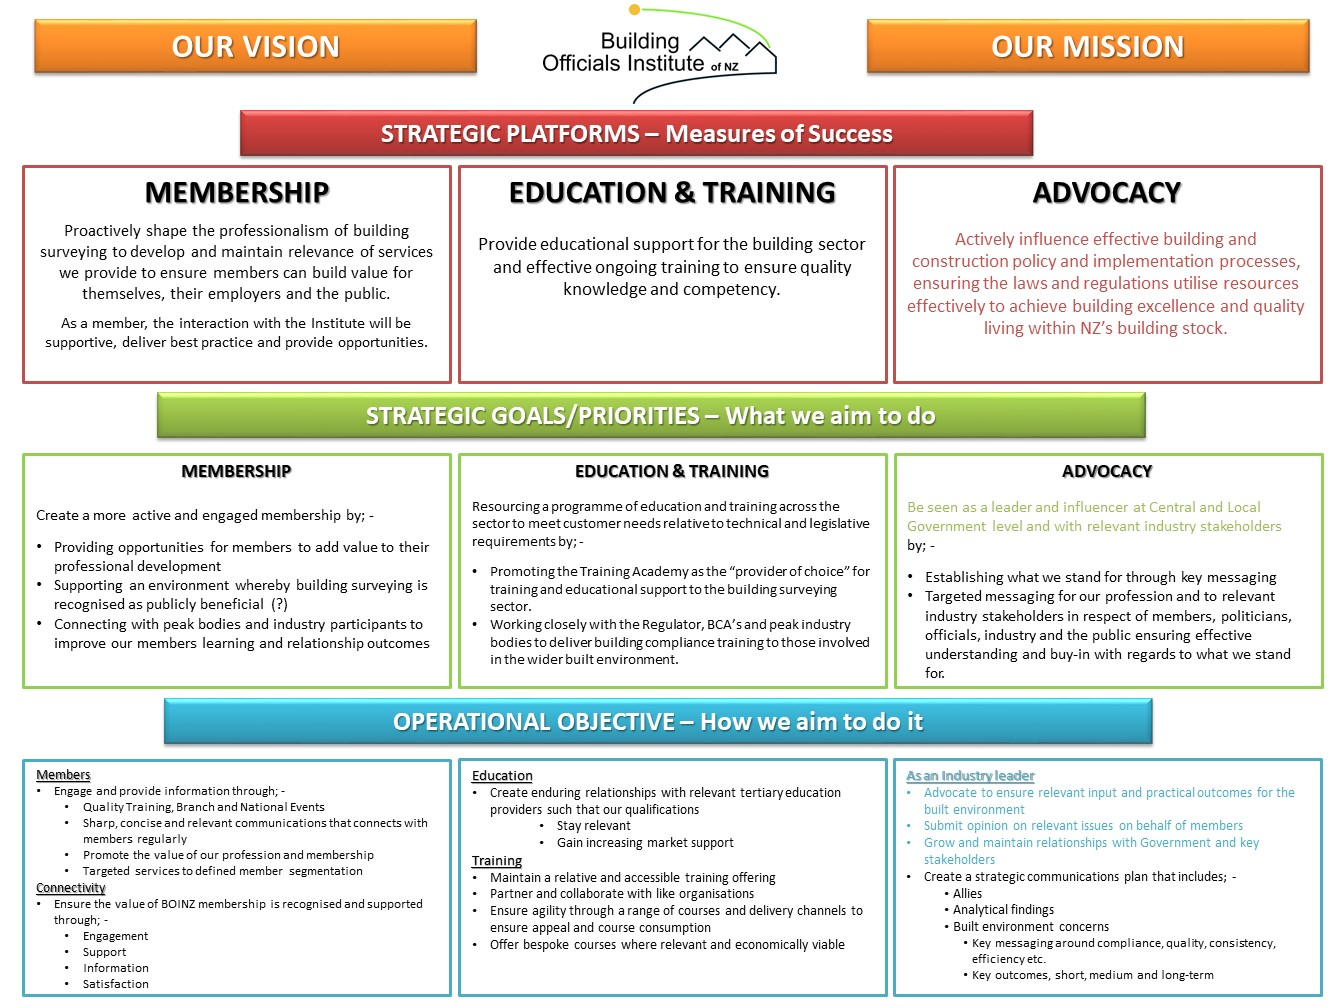 OUR VISION
Building
Officials Institute of NZ
OUR MISSION
STRATEGIC PLATFORMS – Measures of Success
MEMBERSHIP
Proactively shape the professionalism of building
surveying to develop and maintain relevance of services
we provide to ensure members can build value for
themselves, their employers and the public.
As a member, the interaction with the Institute will be
supportive, deliver best practice and provide opportunities.
EDUCATION & TRAINING
Provide educational support for the building sector
and effective ongoing training to ensure quality
knowledge and competency.
ADVOCACY
Actively influence effective building and
construction policy and implementation processes,
ensuring the laws and regulations utilise resources
effectively to achieve building excellence and quality
living within NZ's building stock.
STRATEGIC GOALS/PRIORITIES – What we aim to do
MEMBERSHIP
Create a more active and engaged membership by; -
• Providing opportunities for members to add value to their
professional development
• Supporting an environment whereby building surveying is
recognised as publicly beneficial (?)
• Connecting with peak bodies and industry participants to
improve our members learning and relationship outcomes
EDUCATION & TRAINING
Resourcing a programme of education and training across the
sector to meet customer needs relative to technical and legislative
requirements by; -
• Promoting the Training Academy as the "provider of choice" for
training and educational support to the building surveying
sector.
• Working closely with the Regulator, BCA's and peak industry
bodies to deliver building compliance training to those involved
in the wider built environment.
ADVOCACY
Be seen as a leader and influencer at Central and Local
Government level and with relevant industry stakeholders
by; -
• Establishing what we stand for through key messaging
• Targeted messaging for our profession and to relevant
industry stakeholders in respect of members, politicians,
officials, industry and the public ensuring effective
understanding and buy-in with regards to what we stand
for.
OPERATIONAL OBJECTIVE – How we aim to do it
Members
• Engage and provide information through; -
• Quality Training, Branch and National Events
• Sharp, concise and relevant communications that connects with
members regularly
• Promote the value of our profession and membership
• Targeted services to defined member segmentation
Connectivity
• Ensure the value of BOINZ membership is recognised and supported
through; -
• Engagement
• Support
• Information
• Satisfaction
Education
• Create enduring relationships with relevant tertiary education
providers such that our qualifications
• Stay relevant
• Gain increasing market support
Training
• Maintain a relative and accessible training offering
• Partner and collaborate with like organisations
• Ensure agility through a range of courses and delivery channels to
ensure appeal and course consumption
• Offer bespoke courses where relevant and economically viable
As an Industry leader
• Advocate to ensure relevant input and practical outcomes for the
built environment
• Submit opinion on relevant issues on behalf of members
• Grow and maintain relationships with Government and key
stakeholders
• Create a strategic communications plan that includes; -
• Allies
• Analytical findings
• Built environment concerns
• Key messaging around compliance, quality, consistency,
efficiency etc.
• Key outcomes, short, medium and long-term